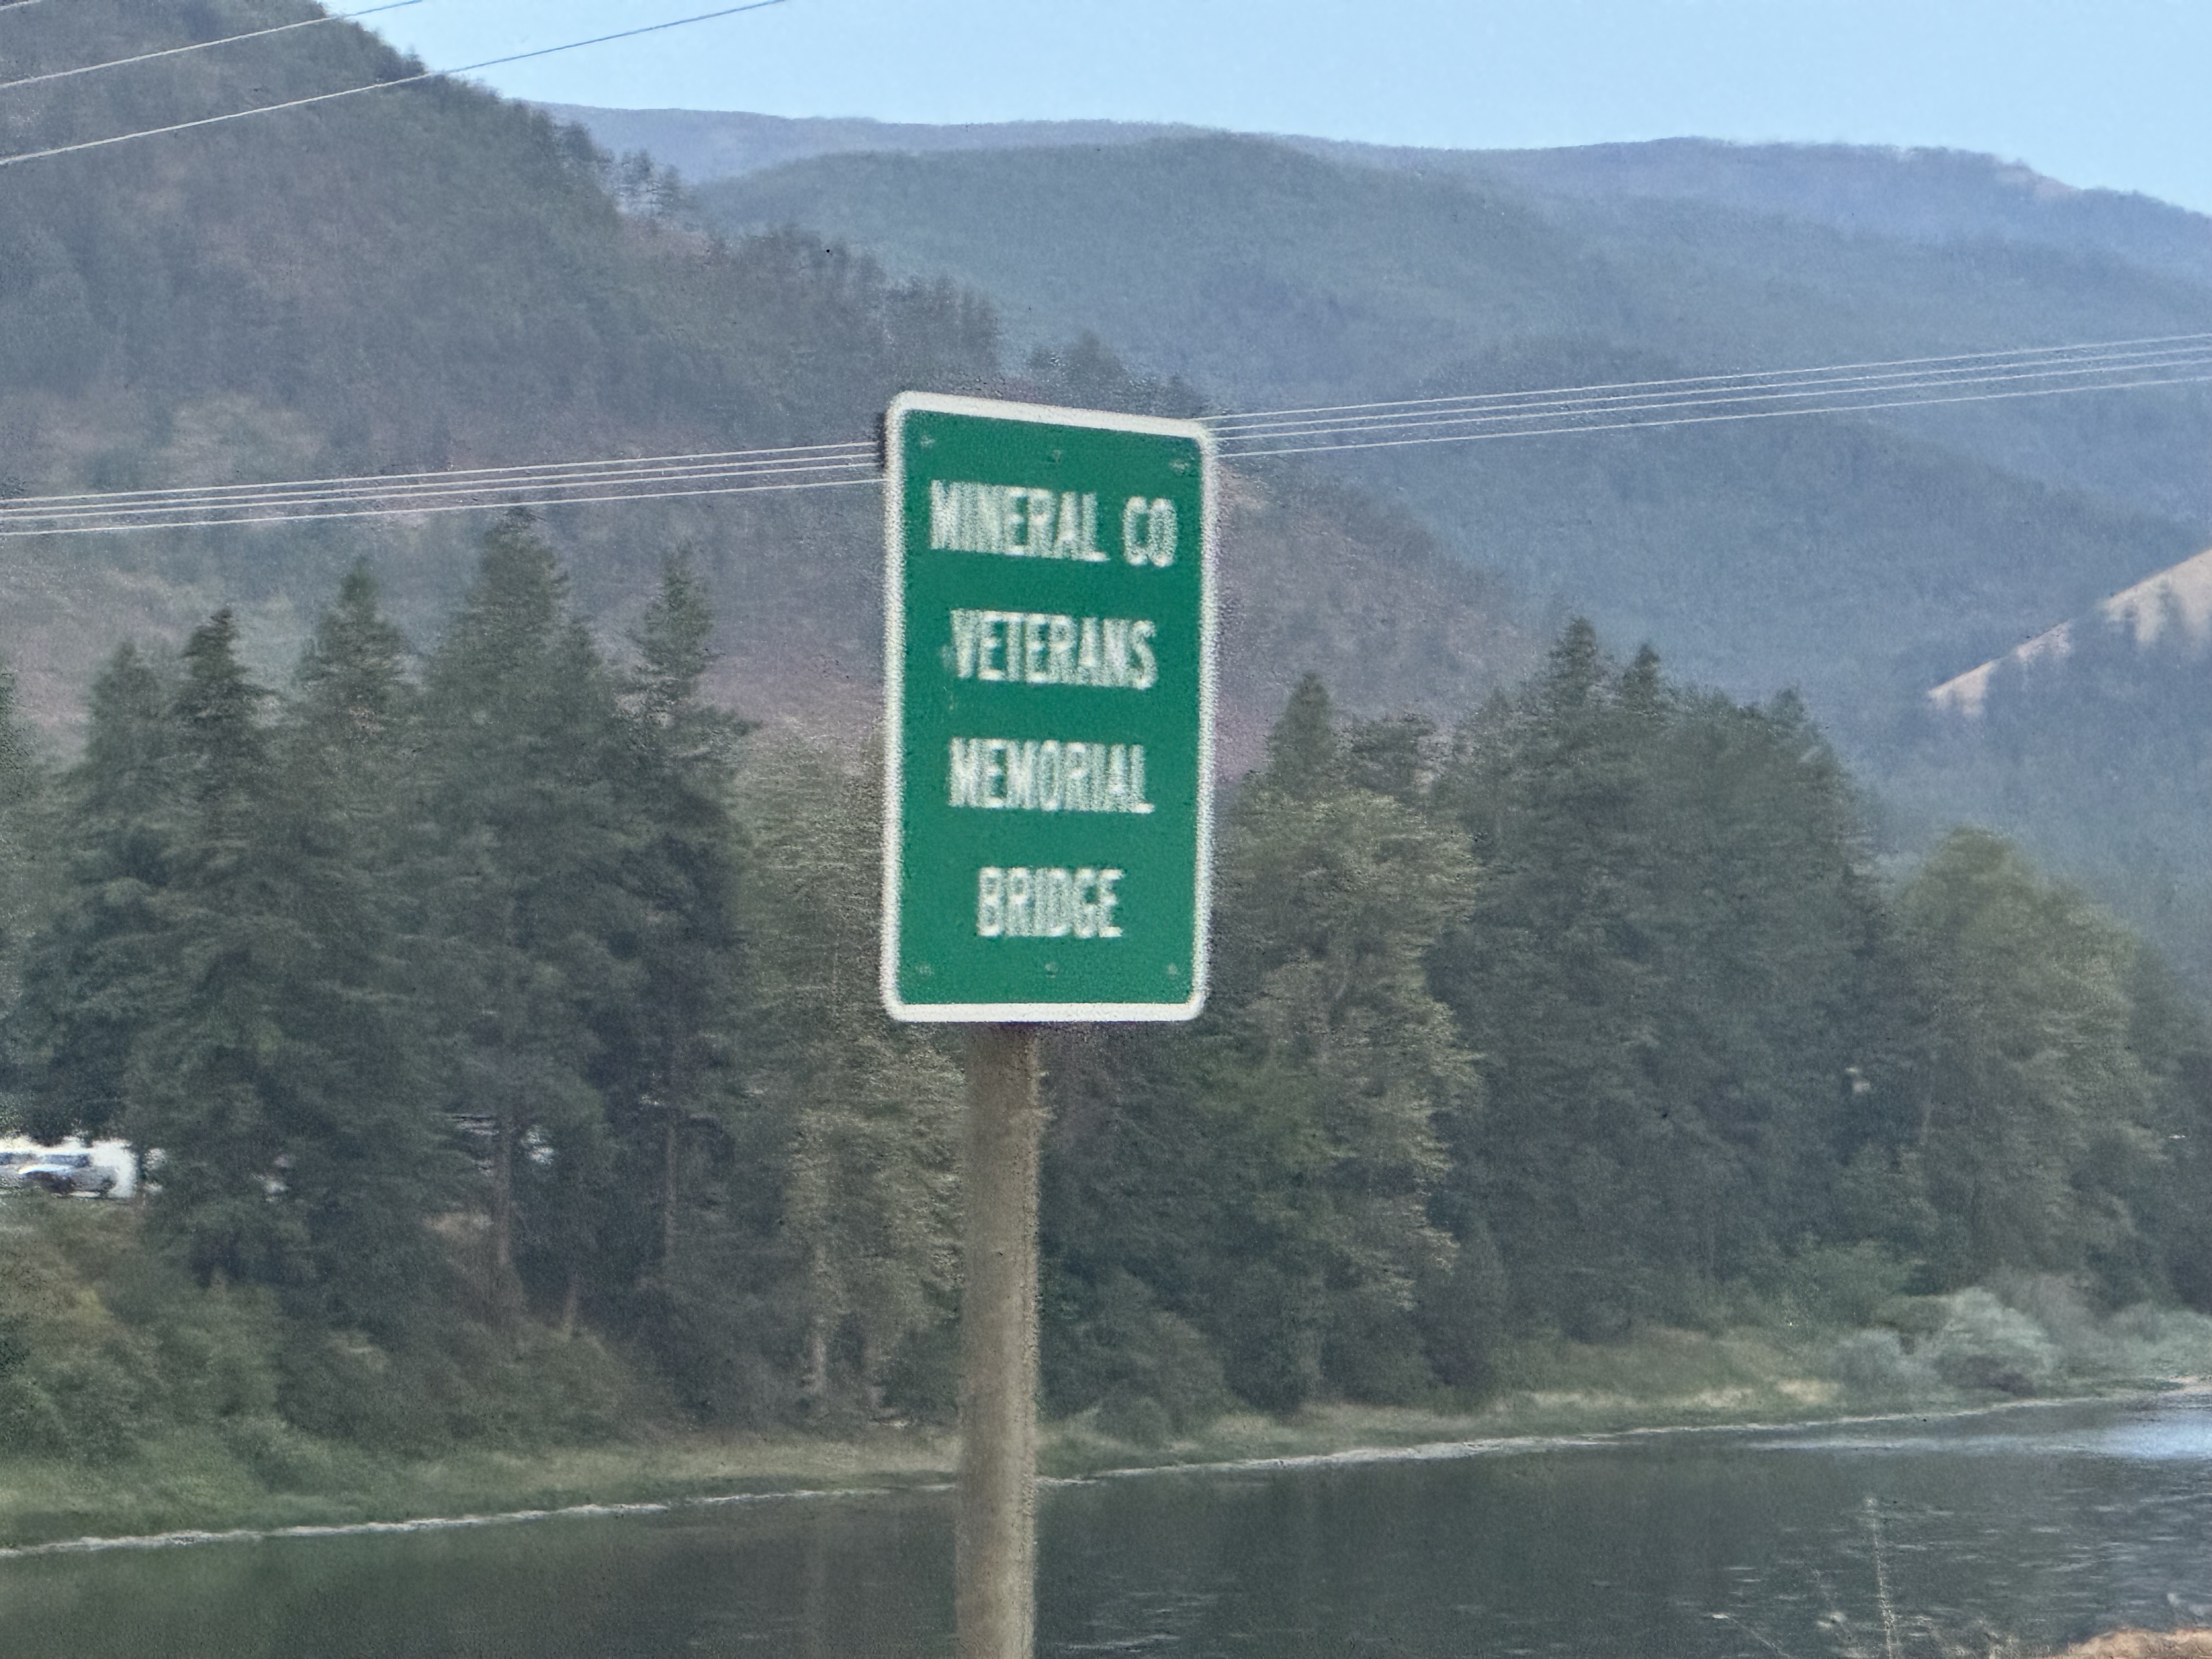 MINERAL CO
VETERANS
MEMORIAL
BRIDGE